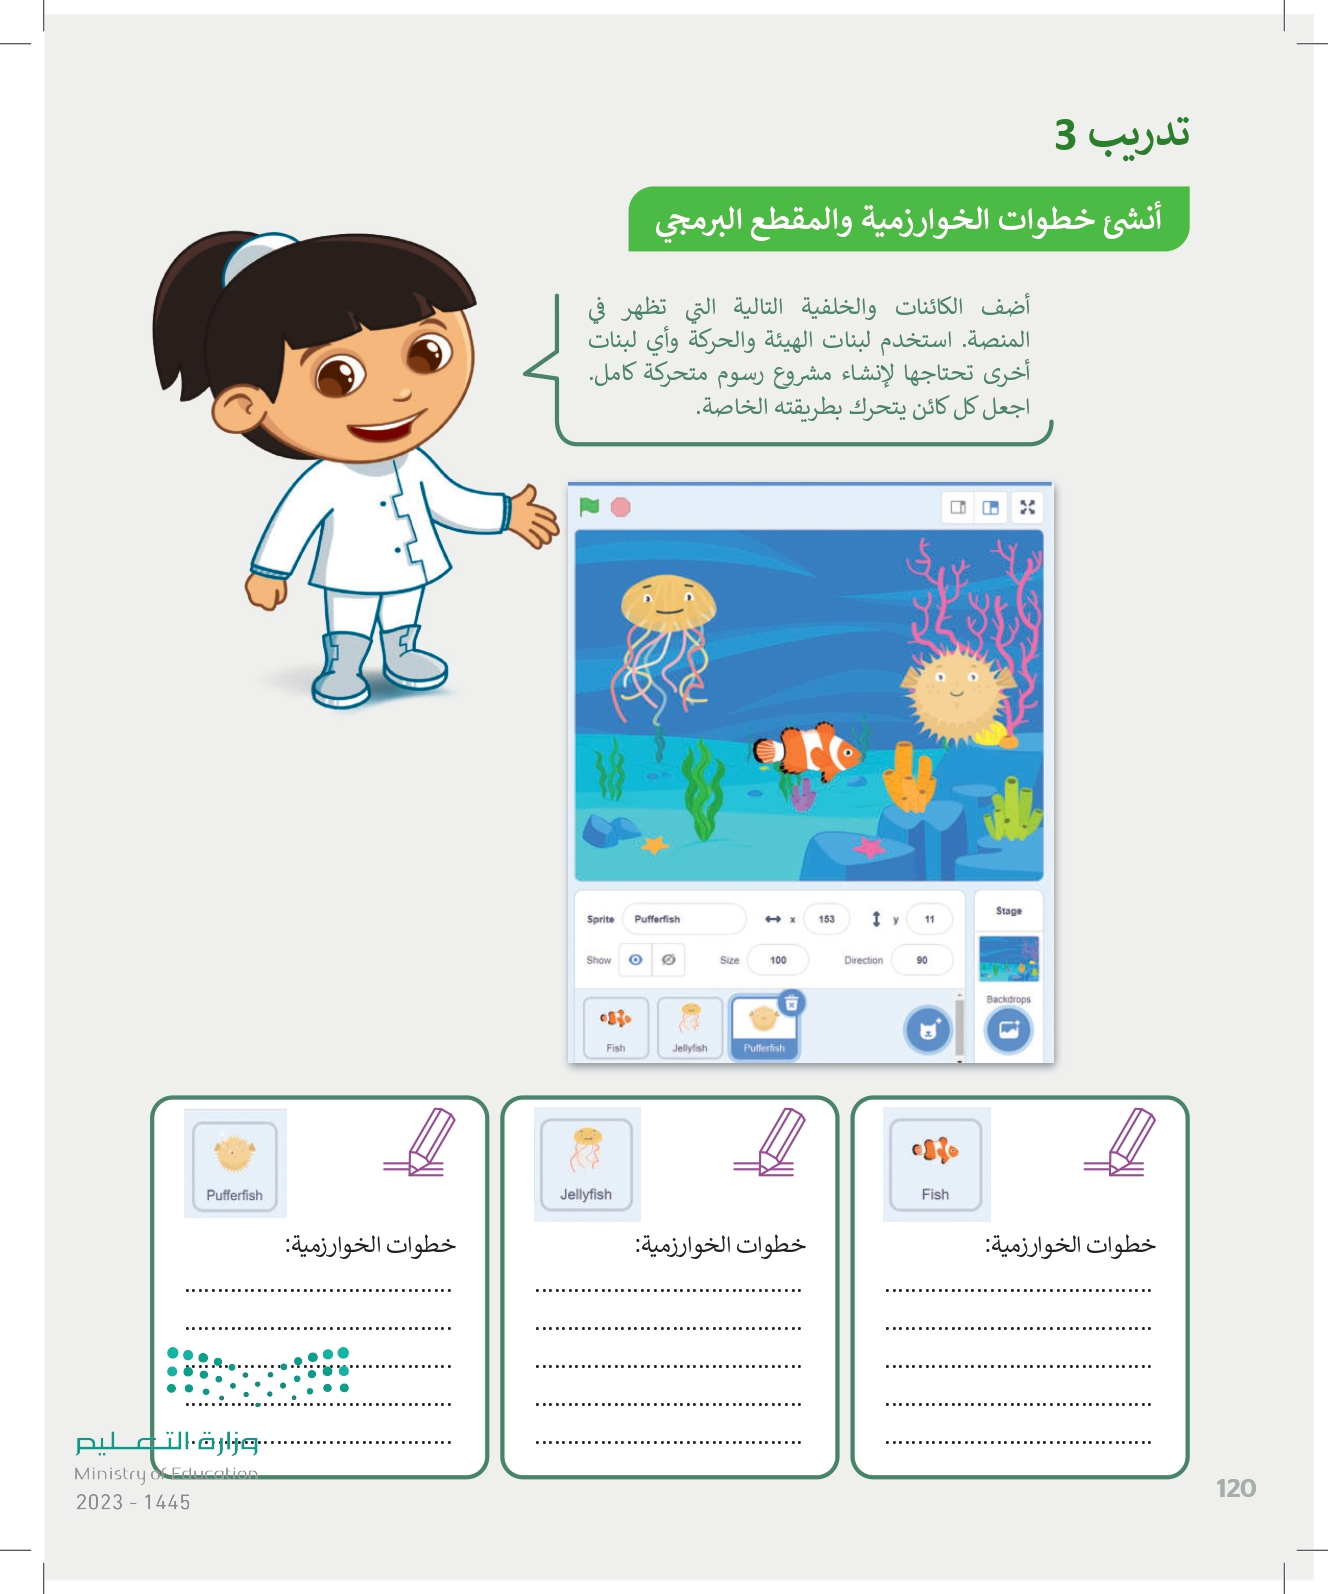 تدريب 3
أنشئ خطوات الخوارزمية والمقطع البرمجي
أضف الكائنات والخلفية التالية التي تظهر في
المنصة. استخدم لبنات الهيئة والحركة وأي لبنات
أخرى تحتاجها لإنشاء مشروع رسوم متحركة كامل.
اجعل كل كائن يتحرك بطريقته الخاصة.
Sprite Pufferfish x 153 y 11
Show Size 100 Direction 90
Stage
Backdrops
Fish Jellyfish Pufferfish
Fish
خطوات الخوارزمية:
Jellyfish
خطوات الخوارزمية:
Pufferfish
خطوات الخوارزمية:
وزارة التعـــليم
Ministry of Education
2023 - 1445
120